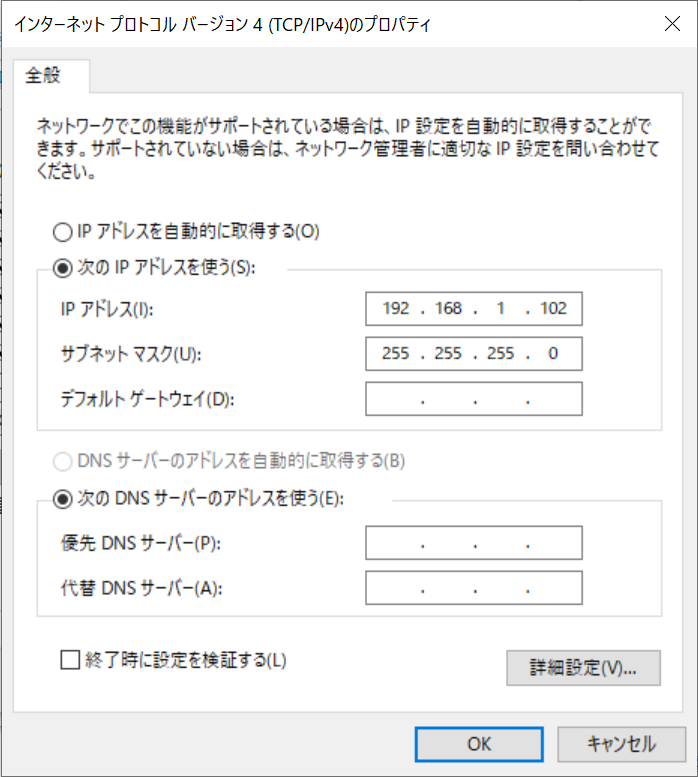 インターネット プロトコル バージョン 4 (TCP/IPv4)のプロパティ
全般
ネットワークでこの機能がサポートされている場合は、IP 設定を自動的に取得することがで
きます。サポートされていない場合は、ネットワーク管理者に適切な IP 設定を問い合わせて
ください。
IP アドレスを自動的に取得する(O)
次の IP アドレスを使う(S):
IP アドレス(I): 192 . 168 . 1 . 102
サブネット マスク(U): 255 . 255 . 255 . 0
デフォルト ゲートウェイ(D): . . .
DNS サーバーのアドレスを自動的に取得する(B)
次の DNS サーバーのアドレスを使う(E):
優先 DNS サーバー(P): . . .
代替 DNS サーバー(A): . . .
終了時に設定を検証する(L)
詳細設定(V)...
OK キャンセル